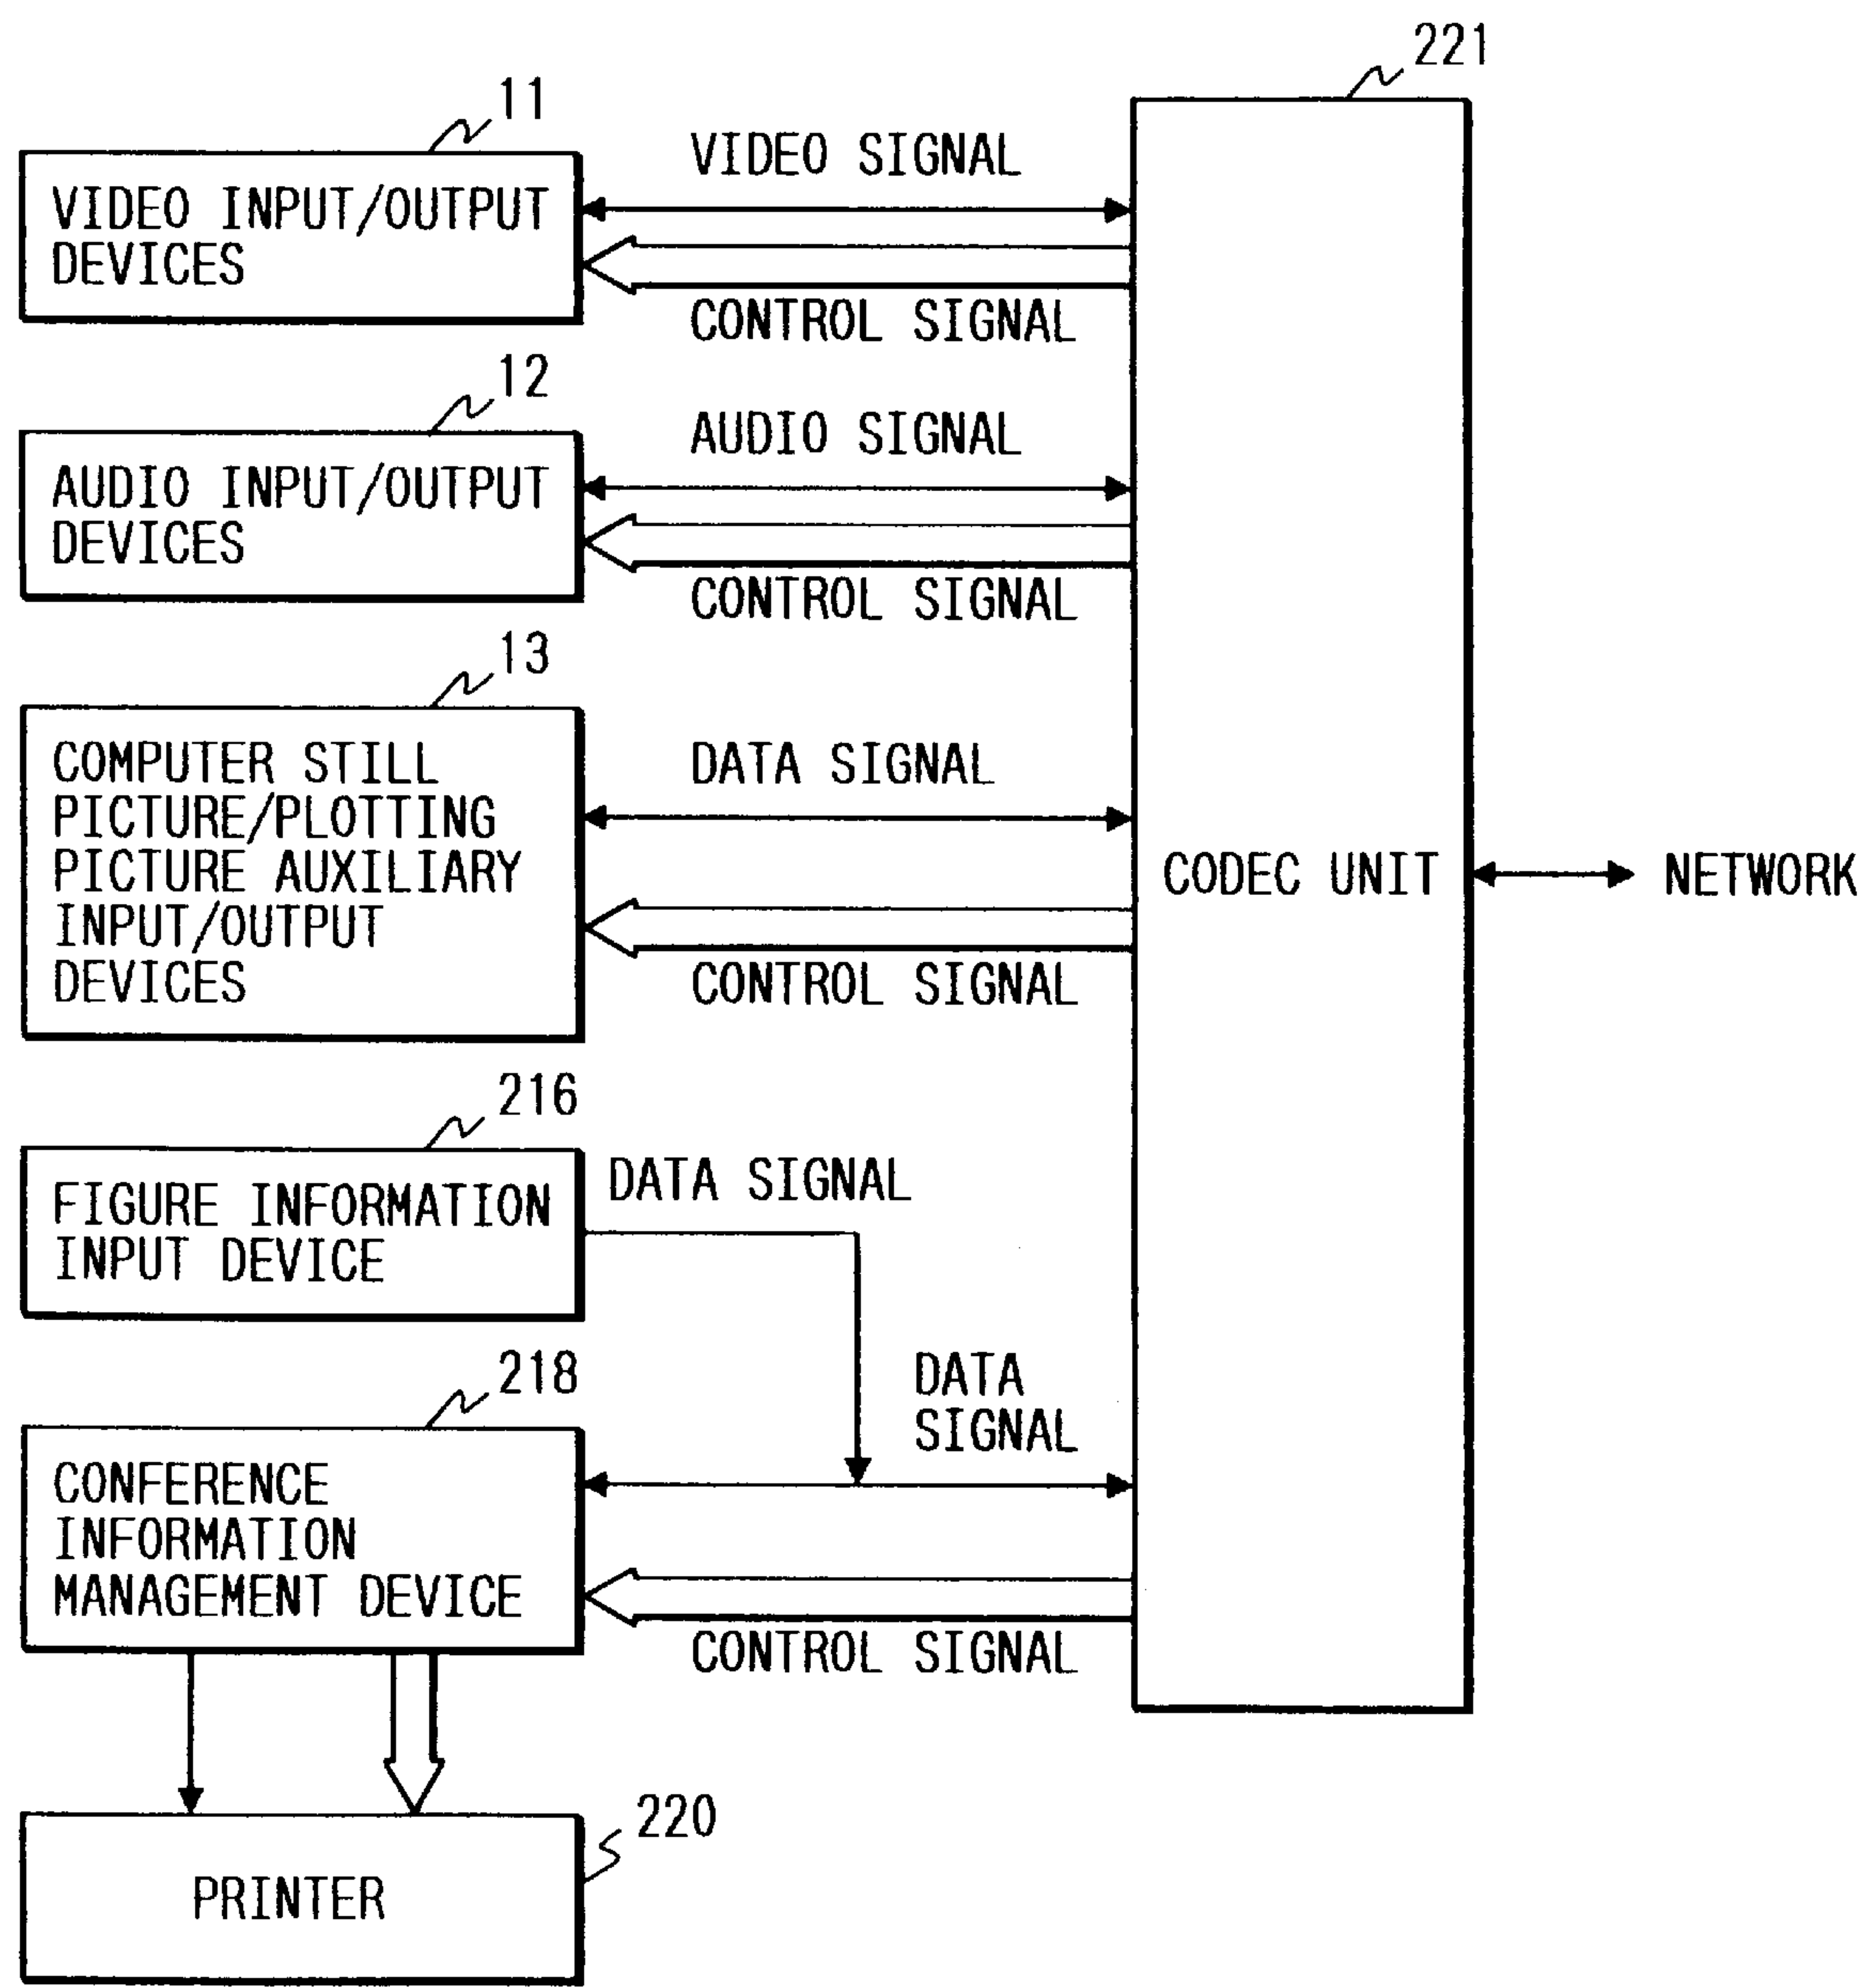 221
11
VIDEO INPUT/OUTPUT
DEVICES
VIDEO SIGNAL
CONTROL SIGNAL
12
AUDIO INPUT/OUTPUT
DEVICES
AUDIO SIGNAL
CONTROL SIGNAL
13
COMPUTER STILL
PICTURE/PLOTTING
PICTURE AUXILIARY
INPUT/OUTPUT
DEVICES
DATA SIGNAL
CONTROL SIGNAL
CODEC UNIT
NETWORK
216
FIGURE INFORMATION
INPUT DEVICE
DATA SIGNAL
218
CONFERENCE
INFORMATION
MANAGEMENT DEVICE
DATA
SIGNAL
CONTROL SIGNAL
220
PRINTER